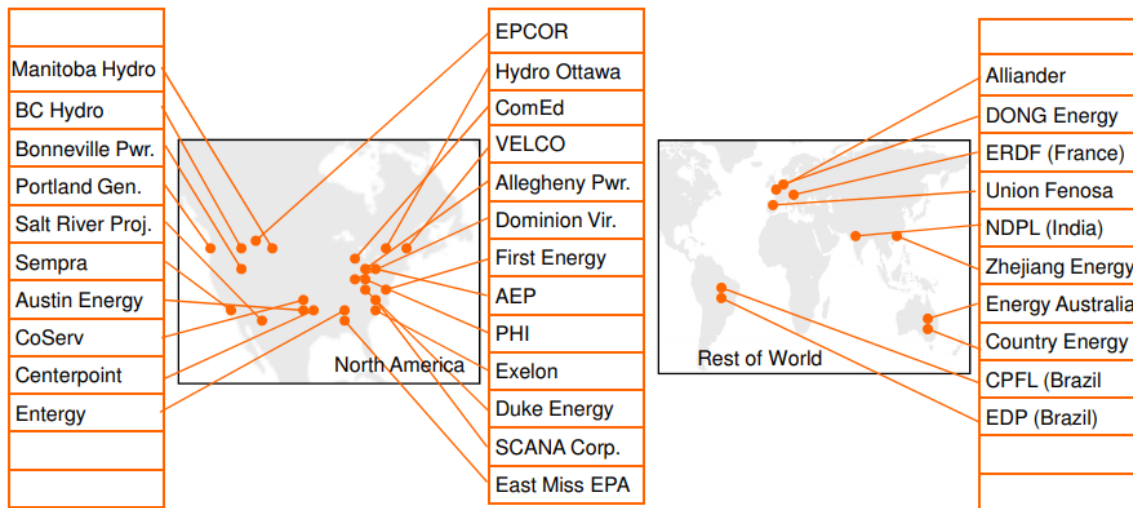 Manitoba Hydro
BC Hydro
Bonneville Pwr.
Portland Gen.
Salt River Proj.
Sempra
Austin Energy
CoServ
Centerpoint
Entergy
North America
EPCOR
Hydro Ottawa
ComEd
VELCO
Allegheny Pwr.
Dominion Vir.
First Energy
AEP
PHI
Exelon
Duke Energy
SCANA Corp.
East Miss EPA
Rest of World
Alliander
DONG Energy
ERDF (France)
Union Fenosa
NDPL (India)
Zhejiang Energy
Energy Australia
Country Energy
CPFL (Brazil
EDP (Brazil)